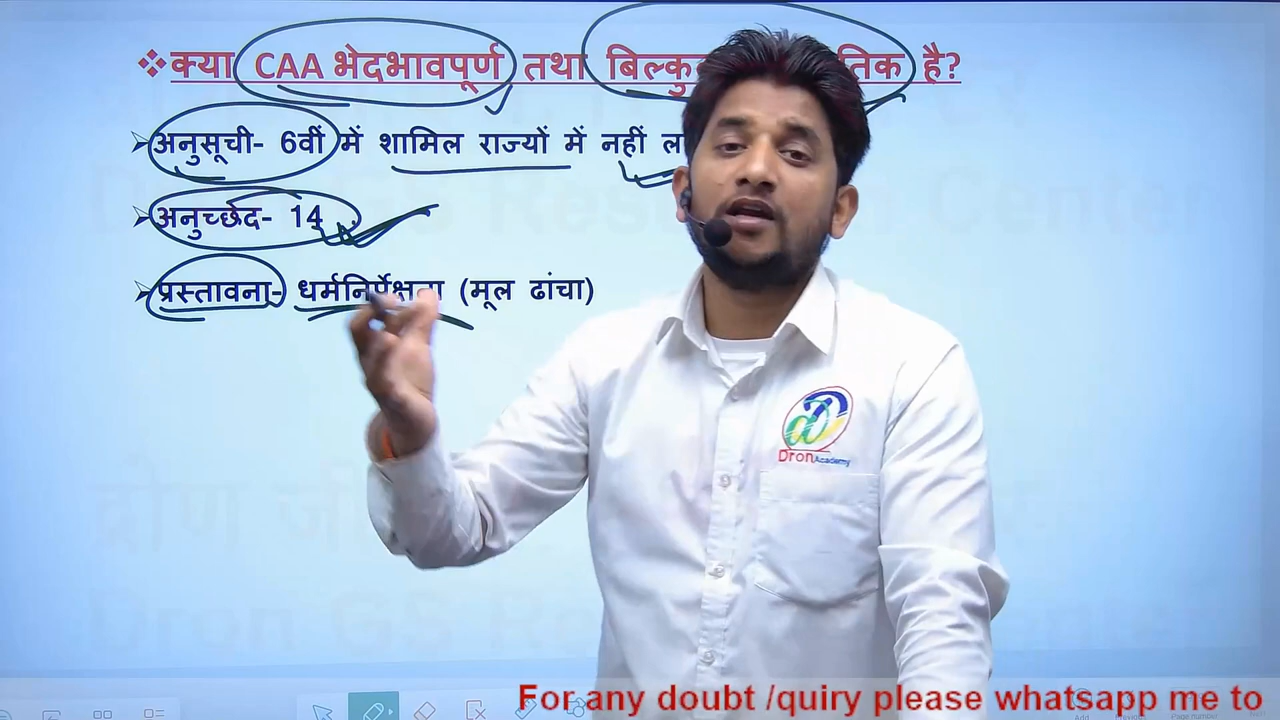 ❖क्या CAA भेदभावपूर्ण तथा है?
➢अनुसूची- 6वीं में शामिल राज्यों में नहीं
➢अनुच्छेद- 14
➢प्रस्तावना- धर्मनिर्पेक्षता (मूल ढांचा)
Dron Academy
For any doubt /quiry please whatsapp me to